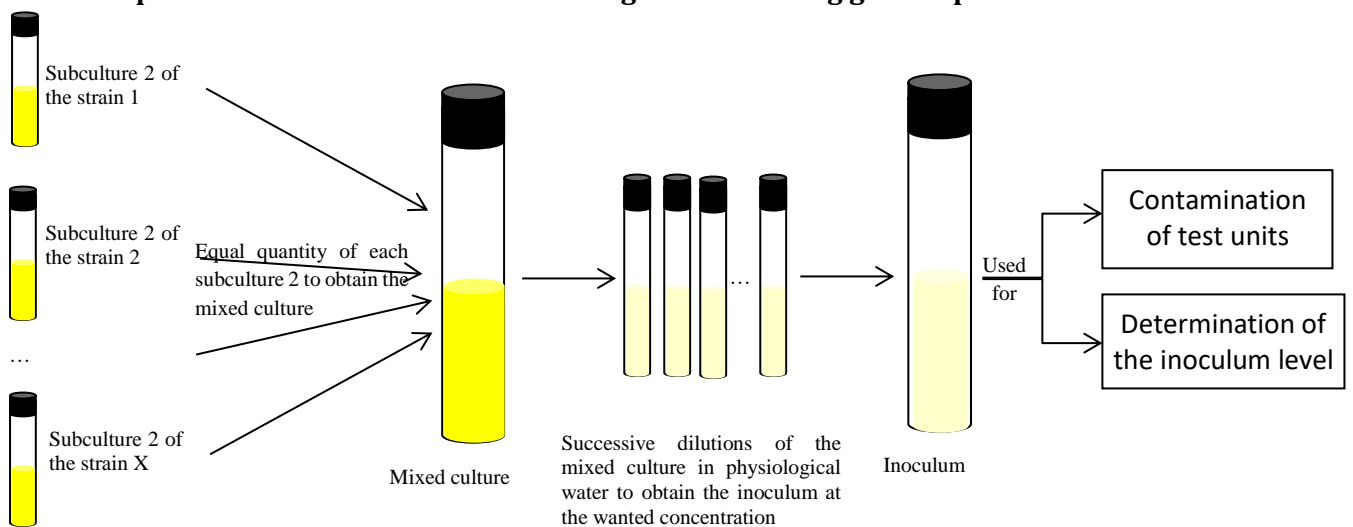 Subculture 2 of
the strain 1
Subculture 2 of
the strain 2
Equal quantity of each
subculture 2 to obtain the
mixed culture
…
Subculture 2 of
the strain X
Mixed culture
…
Successive dilutions of the
mixed culture in physiological
water to obtain the inoculum at
the wanted concentration
Inoculum
Used
for
Contamination
of test units
Determination of
the inoculum level